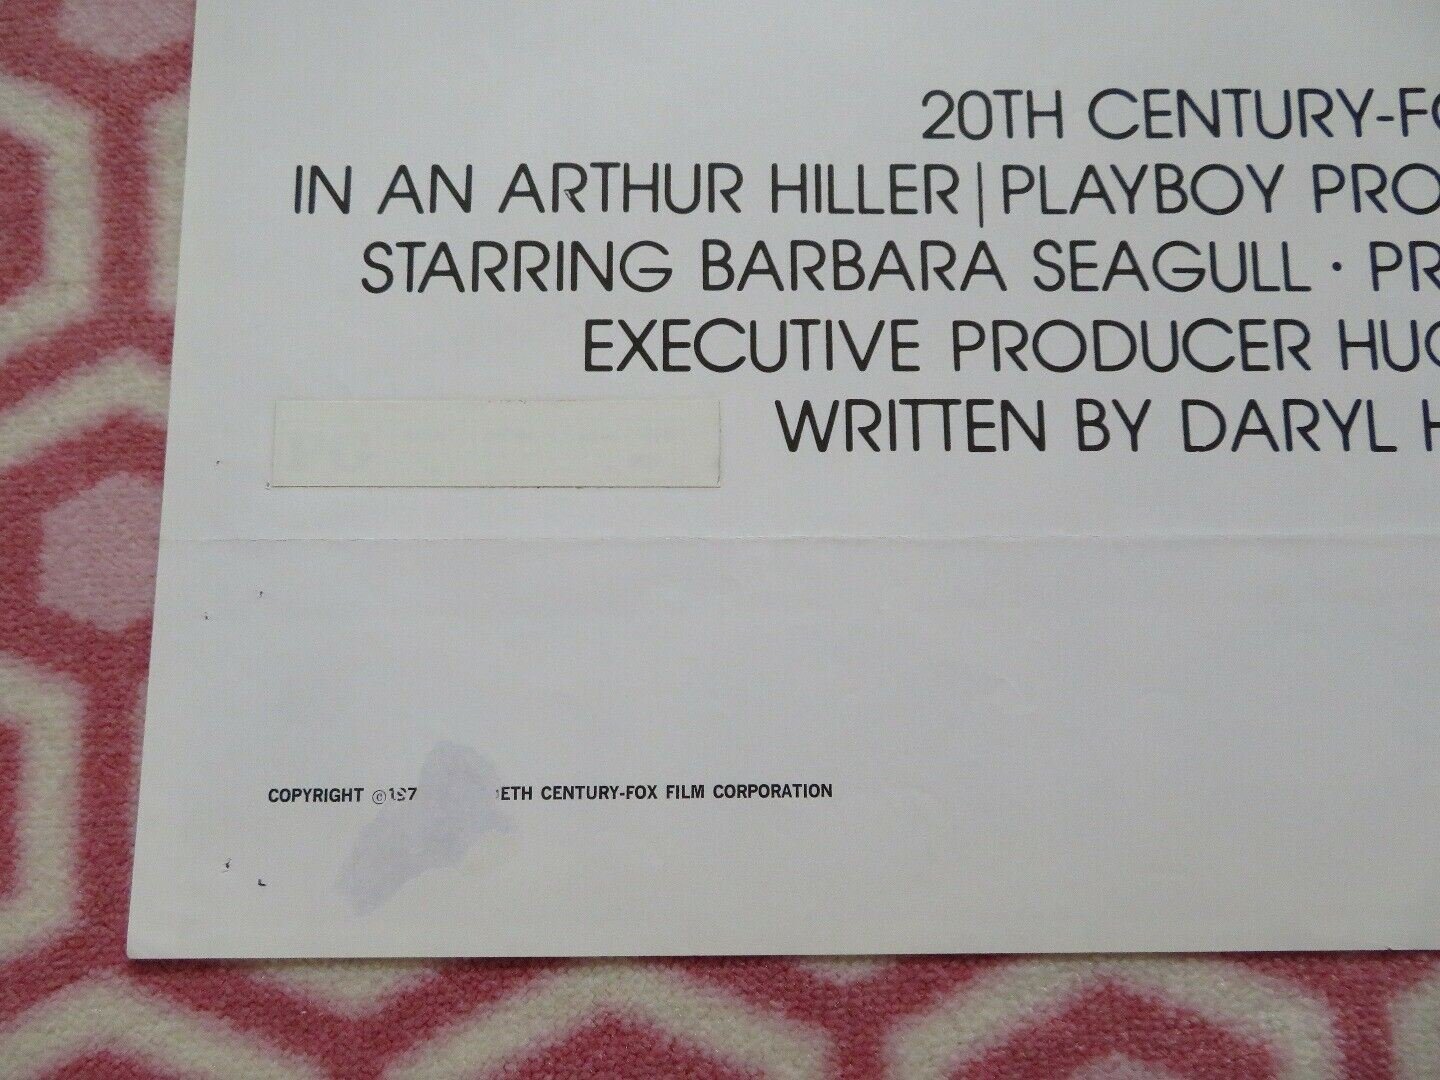 20TH CENTURY-FO
IN AN ARTHUR HILLER | PLAYBOY PRO
STARRING BARBARA SEAGULL · PR
EXECUTIVE PRODUCER HUG
WRITTEN BY DARYL H
COPYRIGHT ©197 ETH CENTURY-FOX FILM CORPORATION